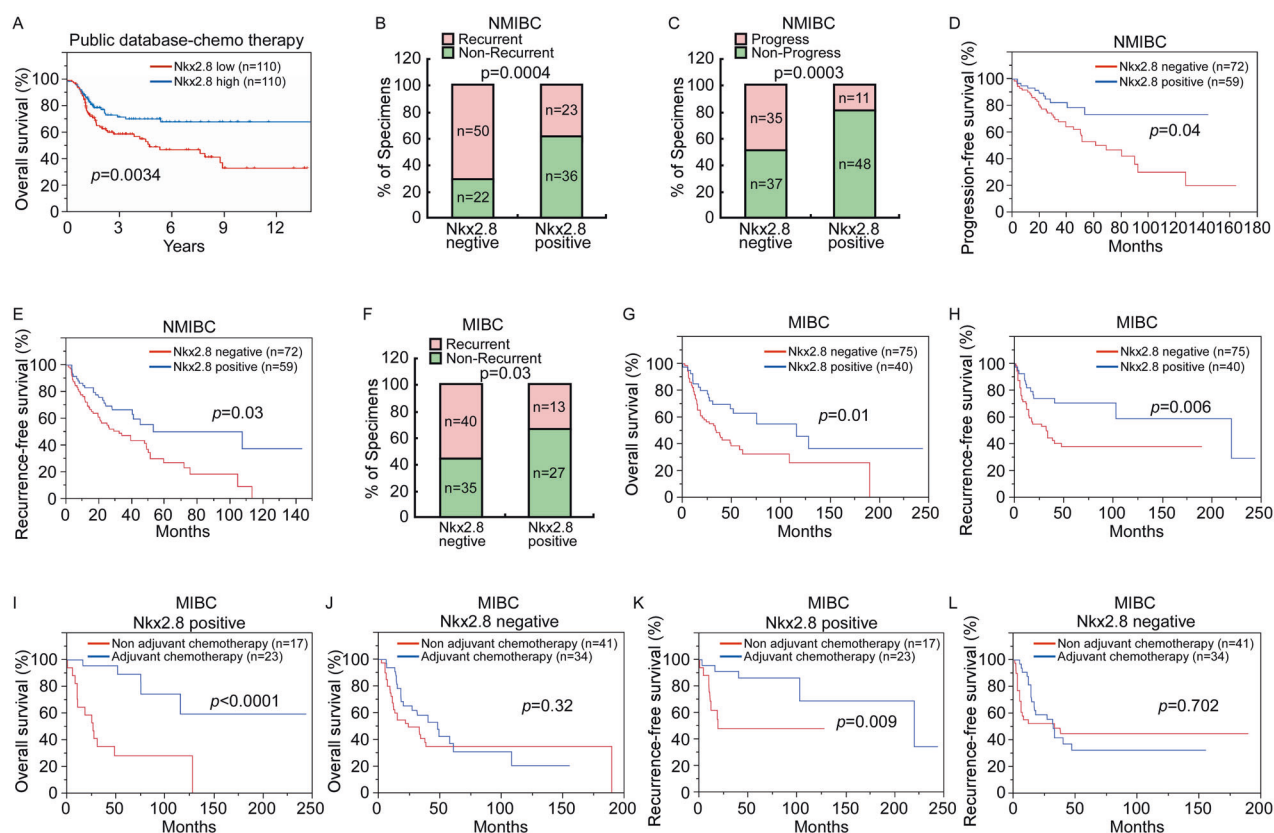 A
Public database-chemo therapy
Nkx2.8 low (n=110)
Nkx2.8 high (n=110)
Overall survival (%)
100
80
60
40
20
0
p=0.0034
3 6 9 12
Years
B
NMIBC
Recurrent
Non-Recurrent
% of Specimens
120
100
80
60
40
20
0
p=0.0004
n=50
n=22
n=23
n=36
Nkx2.8 negtive
Nkx2.8 positive
C
NMIBC
Progress
Non-Progress
% of Specimens
120
100
80
60
40
20
0
p=0.0003
n=35
n=37
n=11
n=48
Nkx2.8 negtive
Nkx2.8 positive
D
NMIBC
Nkx2.8 negative (n=72)
Nkx2.8 positive (n=59)
Progression-free survival (%)
100
80
60
40
20
0
p=0.04
0 20 40 60 80 100120140160180
Months
E
NMIBC
Nkx2.8 negative (n=72)
Nkx2.8 positive (n=59)
Recurrence-free survival (%)
100
80
60
40
20
0
p=0.03
0 20 40 60 80 100 120 140
Months
F
MIBC
Recurrent
Non-Recurrent
% of Specimens
120
100
80
60
40
20
0
p=0.03
n=40
n=35
n=13
n=27
Nkx2.8 negtive
Nkx2.8 positive
G
MIBC
Nkx2.8 negative (n=75)
Nkx2.8 positive (n=40)
Overall survival (%)
100
80
60
40
20
0
p=0.01
0 50 100 150 200 250
Months
H
MIBC
Nkx2.8 negative (n=75)
Nkx2.8 positive (n=40)
Recurrence-free survival (%)
100
80
60
40
20
0
p=0.006
0 50 100 150 200 250
Months
I
MIBC
Nkx2.8 positive
Non adjuvant chemotherapy (n=17)
Adjuvant chemotherapy (n=23)
Overall survival (%)
100
80
60
40
20
0
p<0.0001
0 50 100 150 200 250
Months
J
MIBC
Nkx2.8 negative
Non adjuvant chemotherapy (n=41)
Adjuvant chemotherapy (n=34)
Overall survival (%)
100
80
60
40
20
0
p=0.32
0 50 100 150 200
Months
K
MIBC
Nkx2.8 positive
Non adjuvant chemotherapy (n=17)
Adjuvant chemotherapy (n=23)
Recurrence-free survival (%)
100
80
60
40
20
0
p=0.009
0 50 100 150 200 250
Months
L
MIBC
Nkx2.8 negative
Non adjuvant chemotherapy (n=41)
Adjuvant chemotherapy (n=34)
Recurrence-free survival (%)
100
80
60
40
20
0
p=0.702
0 50 100 150 200
Months